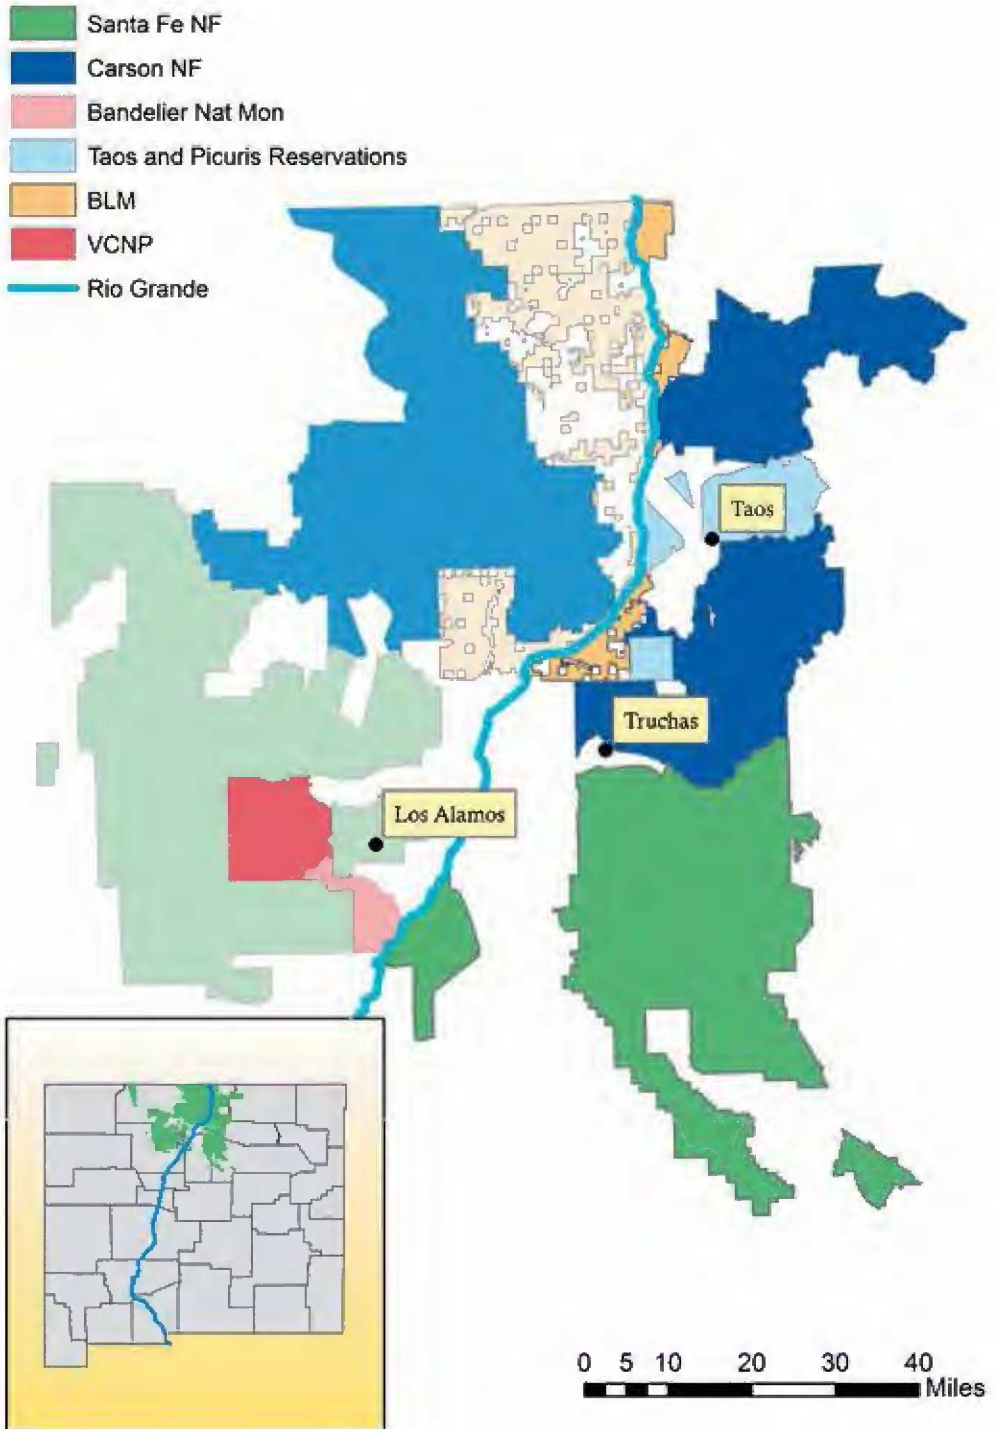 Santa Fe NF
Carson NF
Bandelier Nat Mon
Taos and Picuris Reservations
BLM
VCNP
Rio Grande
Taos
Truchas
Los Alamos
0 5 10 20 30 40
Miles